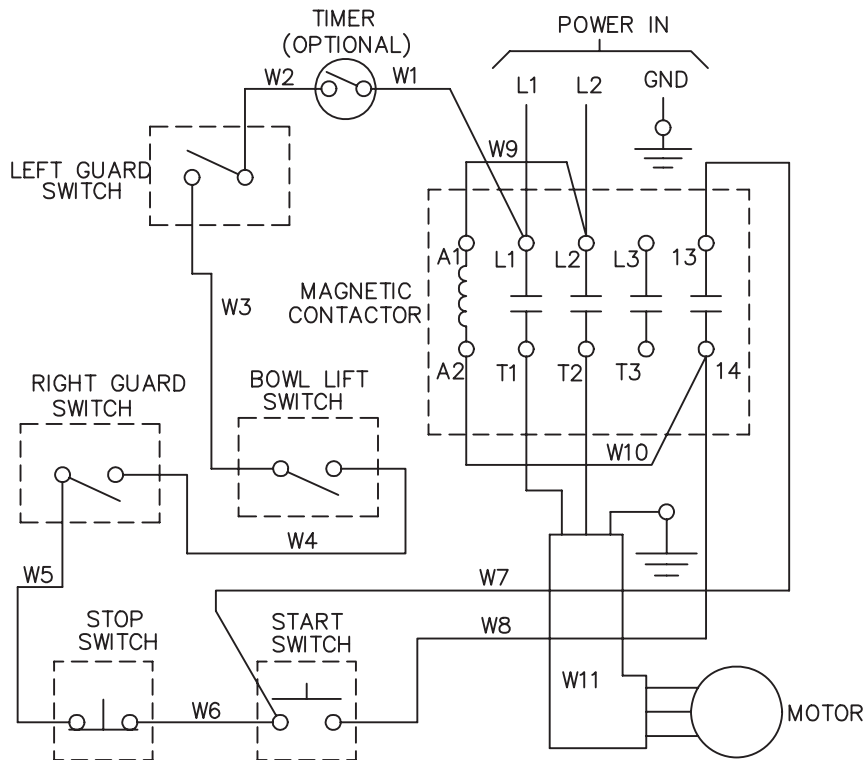 TIMER
(OPTIONAL)
POWER IN
W2
W1
L1
L2
GND
LEFT GUARD
SWITCH
W9
A1
L1
L2
L3
13
W3
MAGNETIC
CONTACTOR
A2
T1
T2
T3
14
RIGHT GUARD
SWITCH
BOWL LIFT
SWITCH
W10
W4
W5
W7
STOP
SWITCH
START
SWITCH
W8
W6
W11
MOTOR